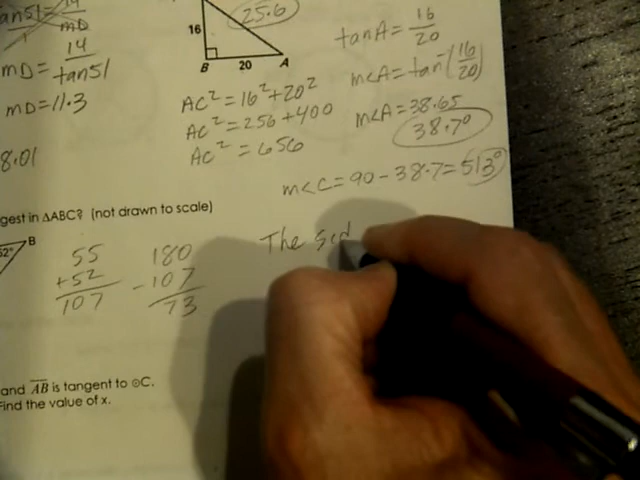 tan51 = 14
mD
1
mD = 14
tan51
mD = 11.3
8.01
25.6
16
B
20
A
AC² = 16² + 20²
AC² = 256 + 400
AC² = 656
tanA = 16
20
m<A = tan⁻¹(16
20)
m<A = 38.65
38.7°
m<C = 90 - 38.7 = 51.3°
gest in ΔABC? (not drawn to scale)
52°
B
55
+52
107
180
-107
73
The sid
and AB is tangent to ⊙C.
Find the value of x.